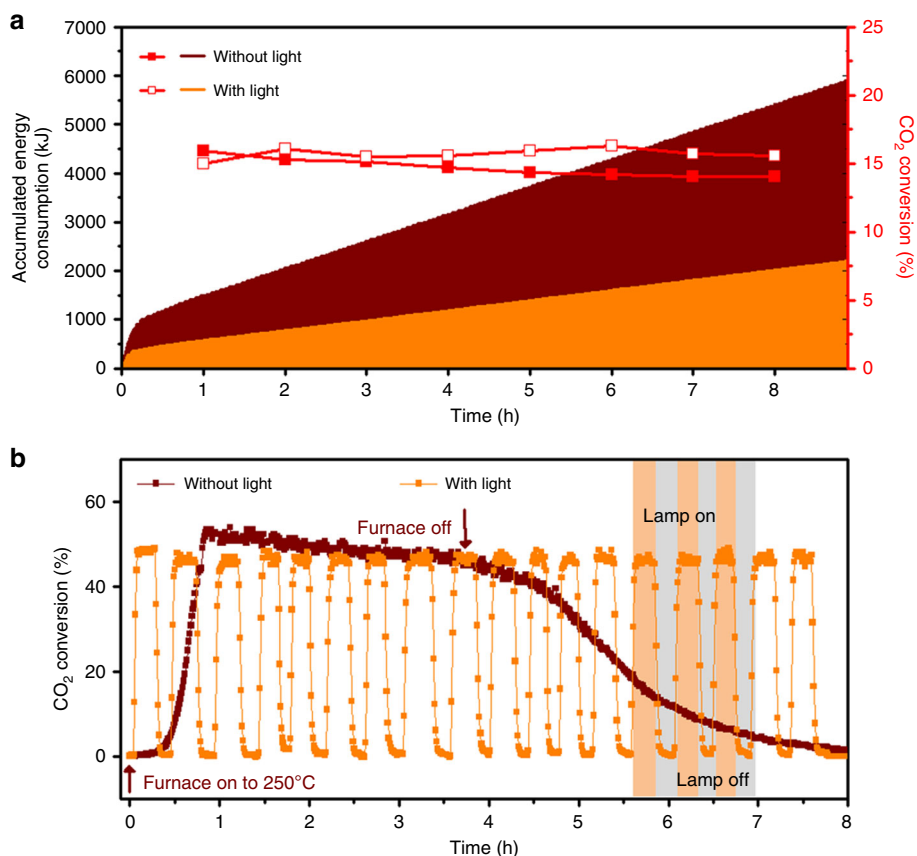 a
7000
6000
5000
4000
3000
2000
1000
0
Accumulated energy
consumption (kJ)
Without light
With light
25
20
15
10
5
0
CO2 conversion (%)
0 1 2 3 4 5 6 7 8
Time (h)
b
60
40
20
0
CO2 conversion (%)
Without light
With light
Furnace off
Lamp on
Furnace on to 250°C
Lamp off
0 1 2 3 4 5 6 7 8
Time (h)